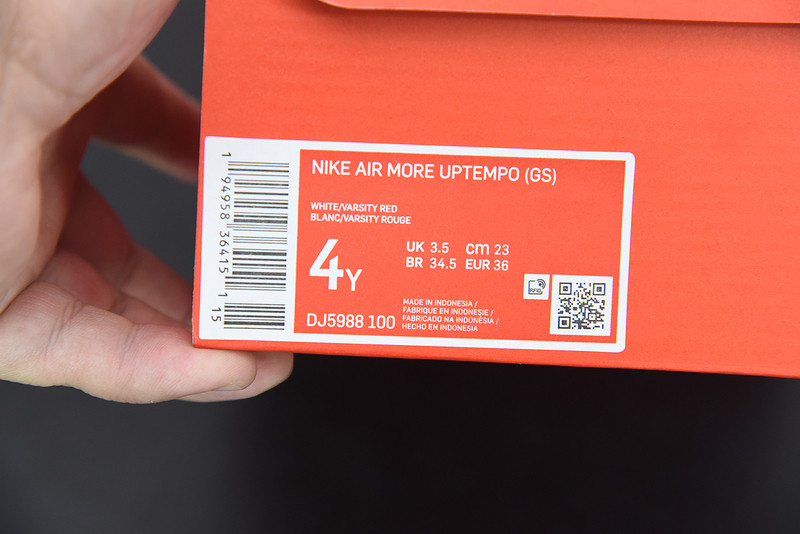 NIKE AIR MORE UPTEMPO (GS)
WHITE/VARSITY RED
BLANC/VARSITY ROUGE
4Y
UK 3.5 cm 23
BR 34.5 EUR 36
DJ5988 100
MADE IN INDONESIA /
FABRIQUE EN INDONESIE /
FABRICADO NA INDONÉSIA /
HECHO EN INDONESIA
RFID
1 94958 36415 1 15